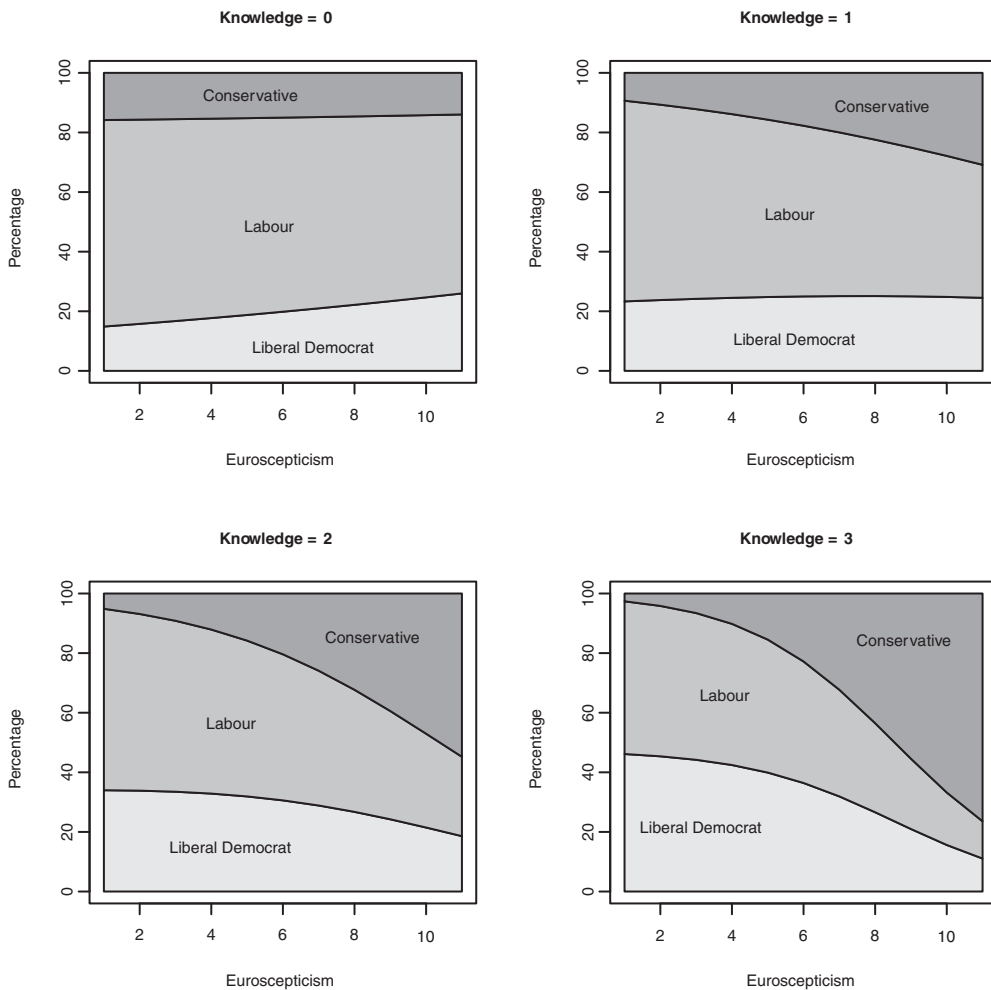 Knowledge = 0
100
80
60
40
20
0
Percentage
Conservative
Labour
Liberal Democrat
2 4 6 8 10
Euroscepticism
Knowledge = 1
100
80
60
40
20
0
Percentage
Conservative
Labour
Liberal Democrat
2 4 6 8 10
Euroscepticism
Knowledge = 2
100
80
60
40
20
0
Percentage
Conservative
Labour
Liberal Democrat
2 4 6 8 10
Euroscepticism
Knowledge = 3
100
80
60
40
20
0
Percentage
Conservative
Labour
Liberal Democrat
2 4 6 8 10
Euroscepticism